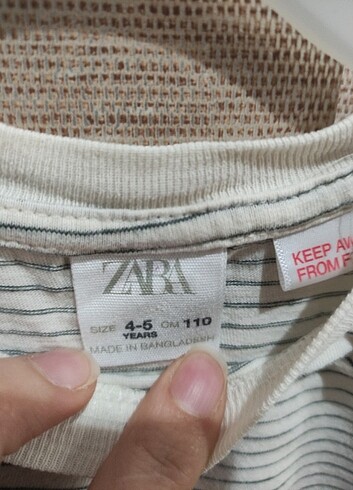 ZARA
SIZE 4-5 CM 110
YEARS
MADE IN BANGLADESH
KEEP AW
FROM F